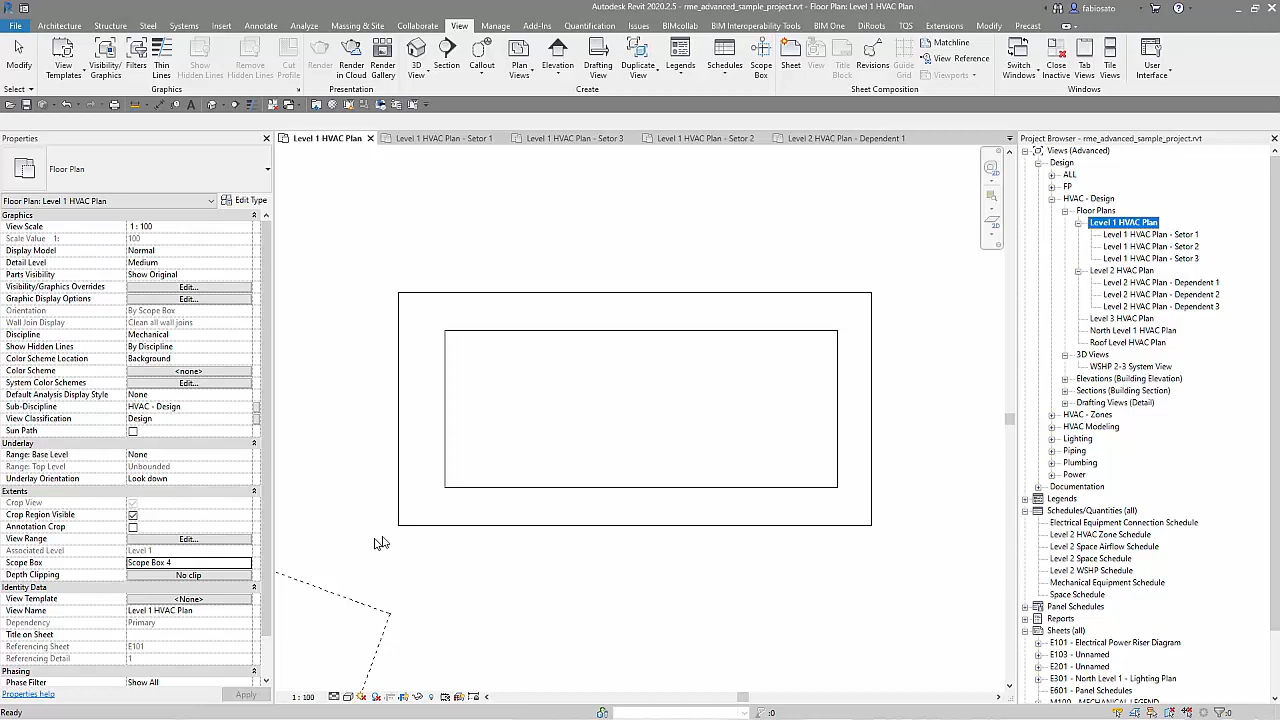 Autodesk Revit 2020.2.5 - rme_advanced_sample_project.rvt - Floor Plan: Level 1 HVAC Plan
fabiosato
File Architecture Structure Steel Systems Insert Annotate Analyze Massing & Site Collaborate View Manage Add-Ins Quantification Issues BIMcollab BIM Interoperability Tools BIM One DiRoots TQS Extensions Modify Precast
Modify
View Templates
Visibility/ Graphics
Filters
Thin Lines
Show Hidden Lines
Remove Hidden Lines
Cut Profile
Render
Render in Cloud
Render Gallery
3D View
Section
Callout
Plan Views
Elevation
Drafting View
Duplicate View
Legends
Schedules
Scope Box
Sheet
View
Title Block
Revisions
Guide Grid
Matchline
View Reference
Viewports
Switch Windows
Close Inactive
Tab Views
Tile Views
User Interface
Select Graphics Presentation Create Sheet Composition Windows
Properties
Floor Plan
Floor Plan: Level 1 HVAC Plan Edit Type
Graphics
View Scale 1 : 100
Scale Value 1: 100
Display Model Normal
Detail Level Medium
Parts Visibility Show Original
Visibility/Graphics Overrides Edit...
Graphic Display Options Edit...
Orientation By Scope Box
Wall Join Display Clean all wall joins
Discipline Mechanical
Show Hidden Lines By Discipline
Color Scheme Location Background
Color Scheme <none>
System Color Schemes Edit...
Default Analysis Display Style None
Sub-Discipline HVAC - Design
View Classification Design
Sun Path
Underlay
Range: Base Level None
Range: Top Level Unbounded
Underlay Orientation Look down
Extents
Crop View
Crop Region Visible
Annotation Crop
View Range Edit...
Associated Level Level 1
Scope Box Scope Box 4
Depth Clipping No clip
Identity Data
View Template <None>
View Name Level 1 HVAC Plan
Dependency Primary
Title on Sheet
Referencing Sheet E101
Referencing Detail 1
Phasing
Phase Filter Show All
Properties help Apply
Ready
Level 1 HVAC Plan
Level 1 HVAC Plan - Setor 1
Level 1 HVAC Plan - Setor 3
Level 1 HVAC Plan - Setor 2
Level 2 HVAC Plan - Dependent 1
2D
2D
1 : 100
:0
:0
Project Browser - rme_advanced_sample_project.rvt
Views (Advanced)
Design
ALL
FP
HVAC - Design
Floor Plans
Level 1 HVAC Plan
Level 1 HVAC Plan - Setor 1
Level 1 HVAC Plan - Setor 2
Level 1 HVAC Plan - Setor 3
Level 2 HVAC Plan
Level 2 HVAC Plan - Dependent 1
Level 2 HVAC Plan - Dependent 2
Level 2 HVAC Plan - Dependent 3
Level 3 HVAC Plan
North Level 1 HVAC Plan
Roof Level HVAC Plan
3D Views
WSHP 2-3 System View
Elevations (Building Elevation)
Sections (Building Section)
Drafting Views (Detail)
HVAC - Zones
HVAC Modeling
Lighting
Piping
Plumbing
Power
Documentation
Legends
Schedules/Quantities (all)
Electrical Equipment Connection Schedule
Level 2 HVAC Zone Schedule
Level 2 Space Airflow Schedule
Level 2 Space Schedule
Level 2 WSHP Schedule
Mechanical Equipment Schedule
Space Schedule
Panel Schedules
Reports
Sheets (all)
E101 - Electrical Power Riser Diagram
E103 - Unnamed
E201 - Unnamed
E301 - North Level 1 - Lighting Plan
E601 - Panel Schedules
M100 - MECHANICAL LEGEND